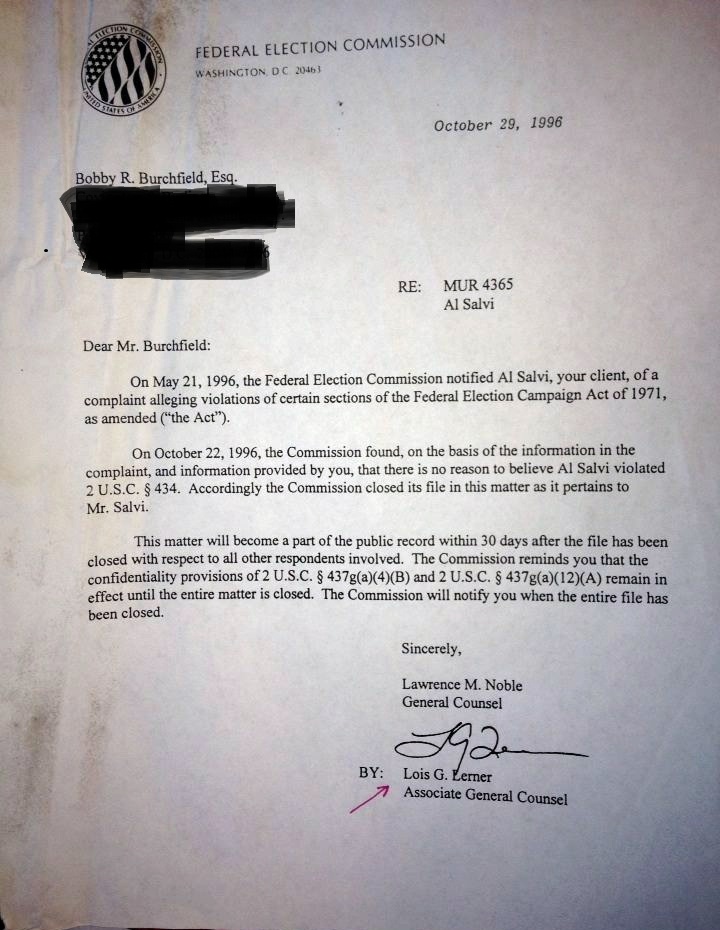 FEDERAL ELECTION COMMISSION
WASHINGTON, D.C. 20463
UNITED STATES OF AMERICA
October 29, 1996
Bobby R. Burchfield, Esq.
RE: MUR 4365
Al Salvi
Dear Mr. Burchfield:
On May 21, 1996, the Federal Election Commission notified Al Salvi, your client, of a
complaint alleging violations of certain sections of the Federal Election Campaign Act of 1971,
as amended (“the Act”).
On October 22, 1996, the Commission found, on the basis of the information in the
complaint, and information provided by you, that there is no reason to believe Al Salvi violated
2 U.S.C. § 434. Accordingly the Commission closed its file in this matter as it pertains to
Mr. Salvi.
This matter will become a part of the public record within 30 days after the file has been
closed with respect to all other respondents involved. The Commission reminds you that the
confidentiality provisions of 2 U.S.C. § 437g(a)(4)(B) and 2 U.S.C. § 437g(a)(12)(A) remain in
effect until the entire matter is closed. The Commission will notify you when the entire file has
been closed.
Sincerely,
Lawrence M. Noble
General Counsel
BY: Lois G. Lerner
Associate General Counsel